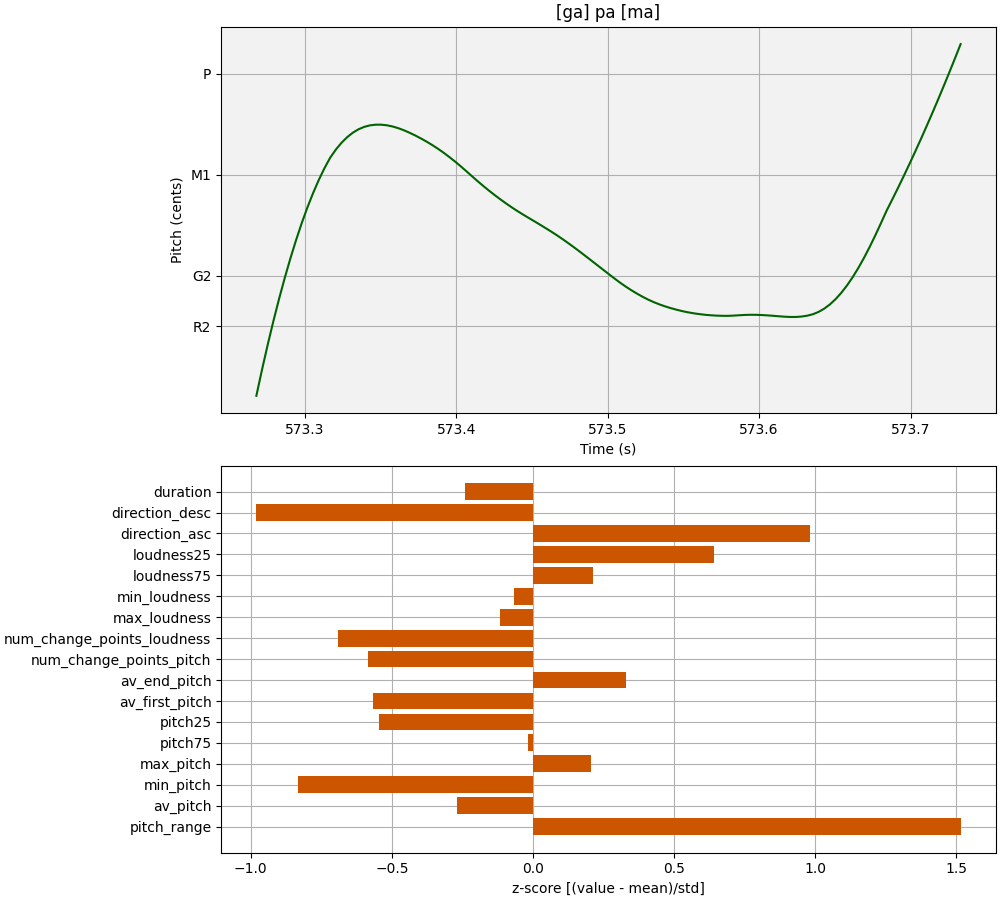 [ga] pa [ma]
Pitch (cents)
P
M1
G2
R2
573.3 573.4 573.5 573.6 573.7
Time (s)
duration
direction_desc
direction_asc
loudness25
loudness75
min_loudness
max_loudness
num_change_points_loudness
num_change_points_pitch
av_end_pitch
av_first_pitch
pitch25
pitch75
max_pitch
min_pitch
av_pitch
pitch_range
−1.0 −0.5 0.0 0.5 1.0 1.5
z-score [(value - mean)/std]